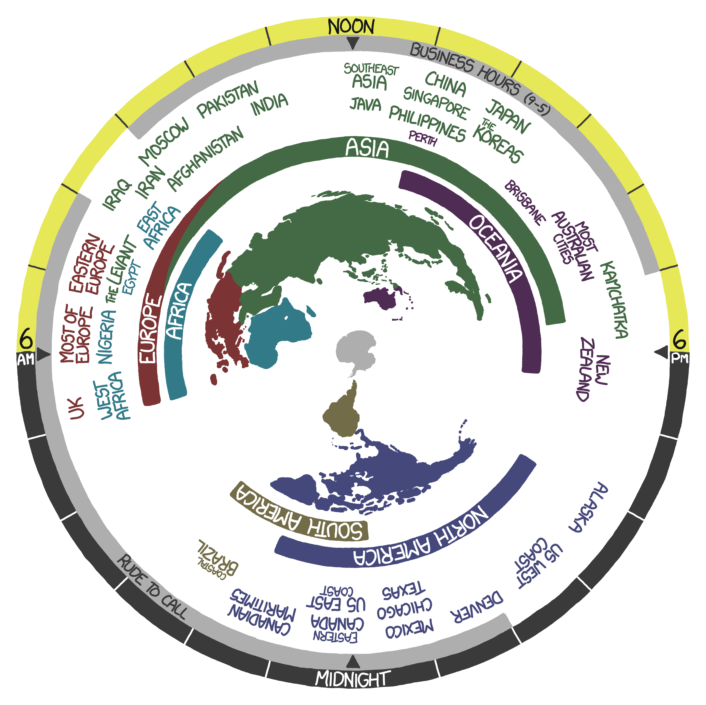 NOON
BUSINESS HOURS (9-5)
SOUTHEAST
ASIA
CHINA
SINGAPORE
JAPAN
JAVA
PHILIPPINES
THE
KOREAS
PERTH
PAKISTAN
INDIA
MOSCOW
AFGHANISTAN
IRAN
IRAQ
ASIA
OCEANIA
BRISBANE
MOST
AUSTRALIAN
CITIES
KAMCHATKA
EAST
AFRICA
EASTERN
EUROPE
THE LEVANT
EGYPT
EUROPE
AFRICA
MOST OF
EUROPE
NIGERIA
6
AM
6
PM
NEW
ZEALAND
UK
WEST
AFRICA
SOUTH AMERICA
NORTH AMERICA
ALASKA
US WEST
COAST
DENVER
COASTAL
BRAZIL
CANADIAN
MARITIMES
US EAST
COAST
EASTERN
CANADA
TEXAS
CHICAGO
MEXICO
RUDE TO CALL
MIDNIGHT